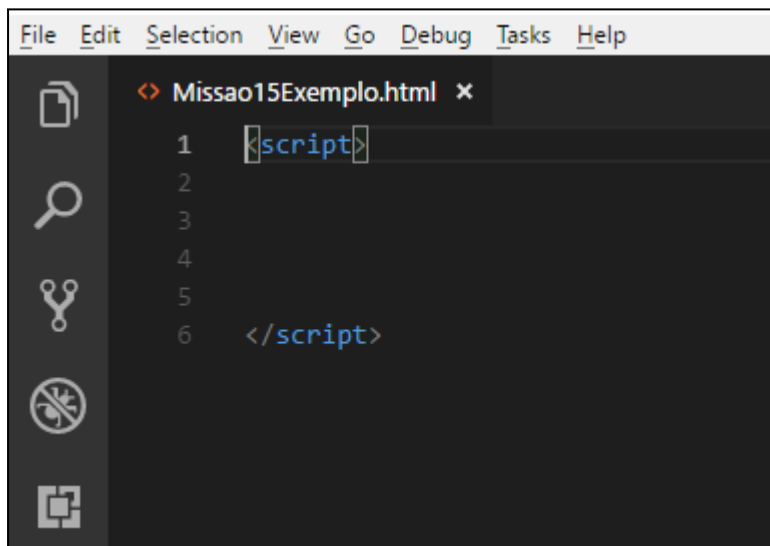 File Edit Selection View Go Debug Tasks Help
Missao15Exemplo.html ×
1 <script>
2
3
4
5
6 </script>